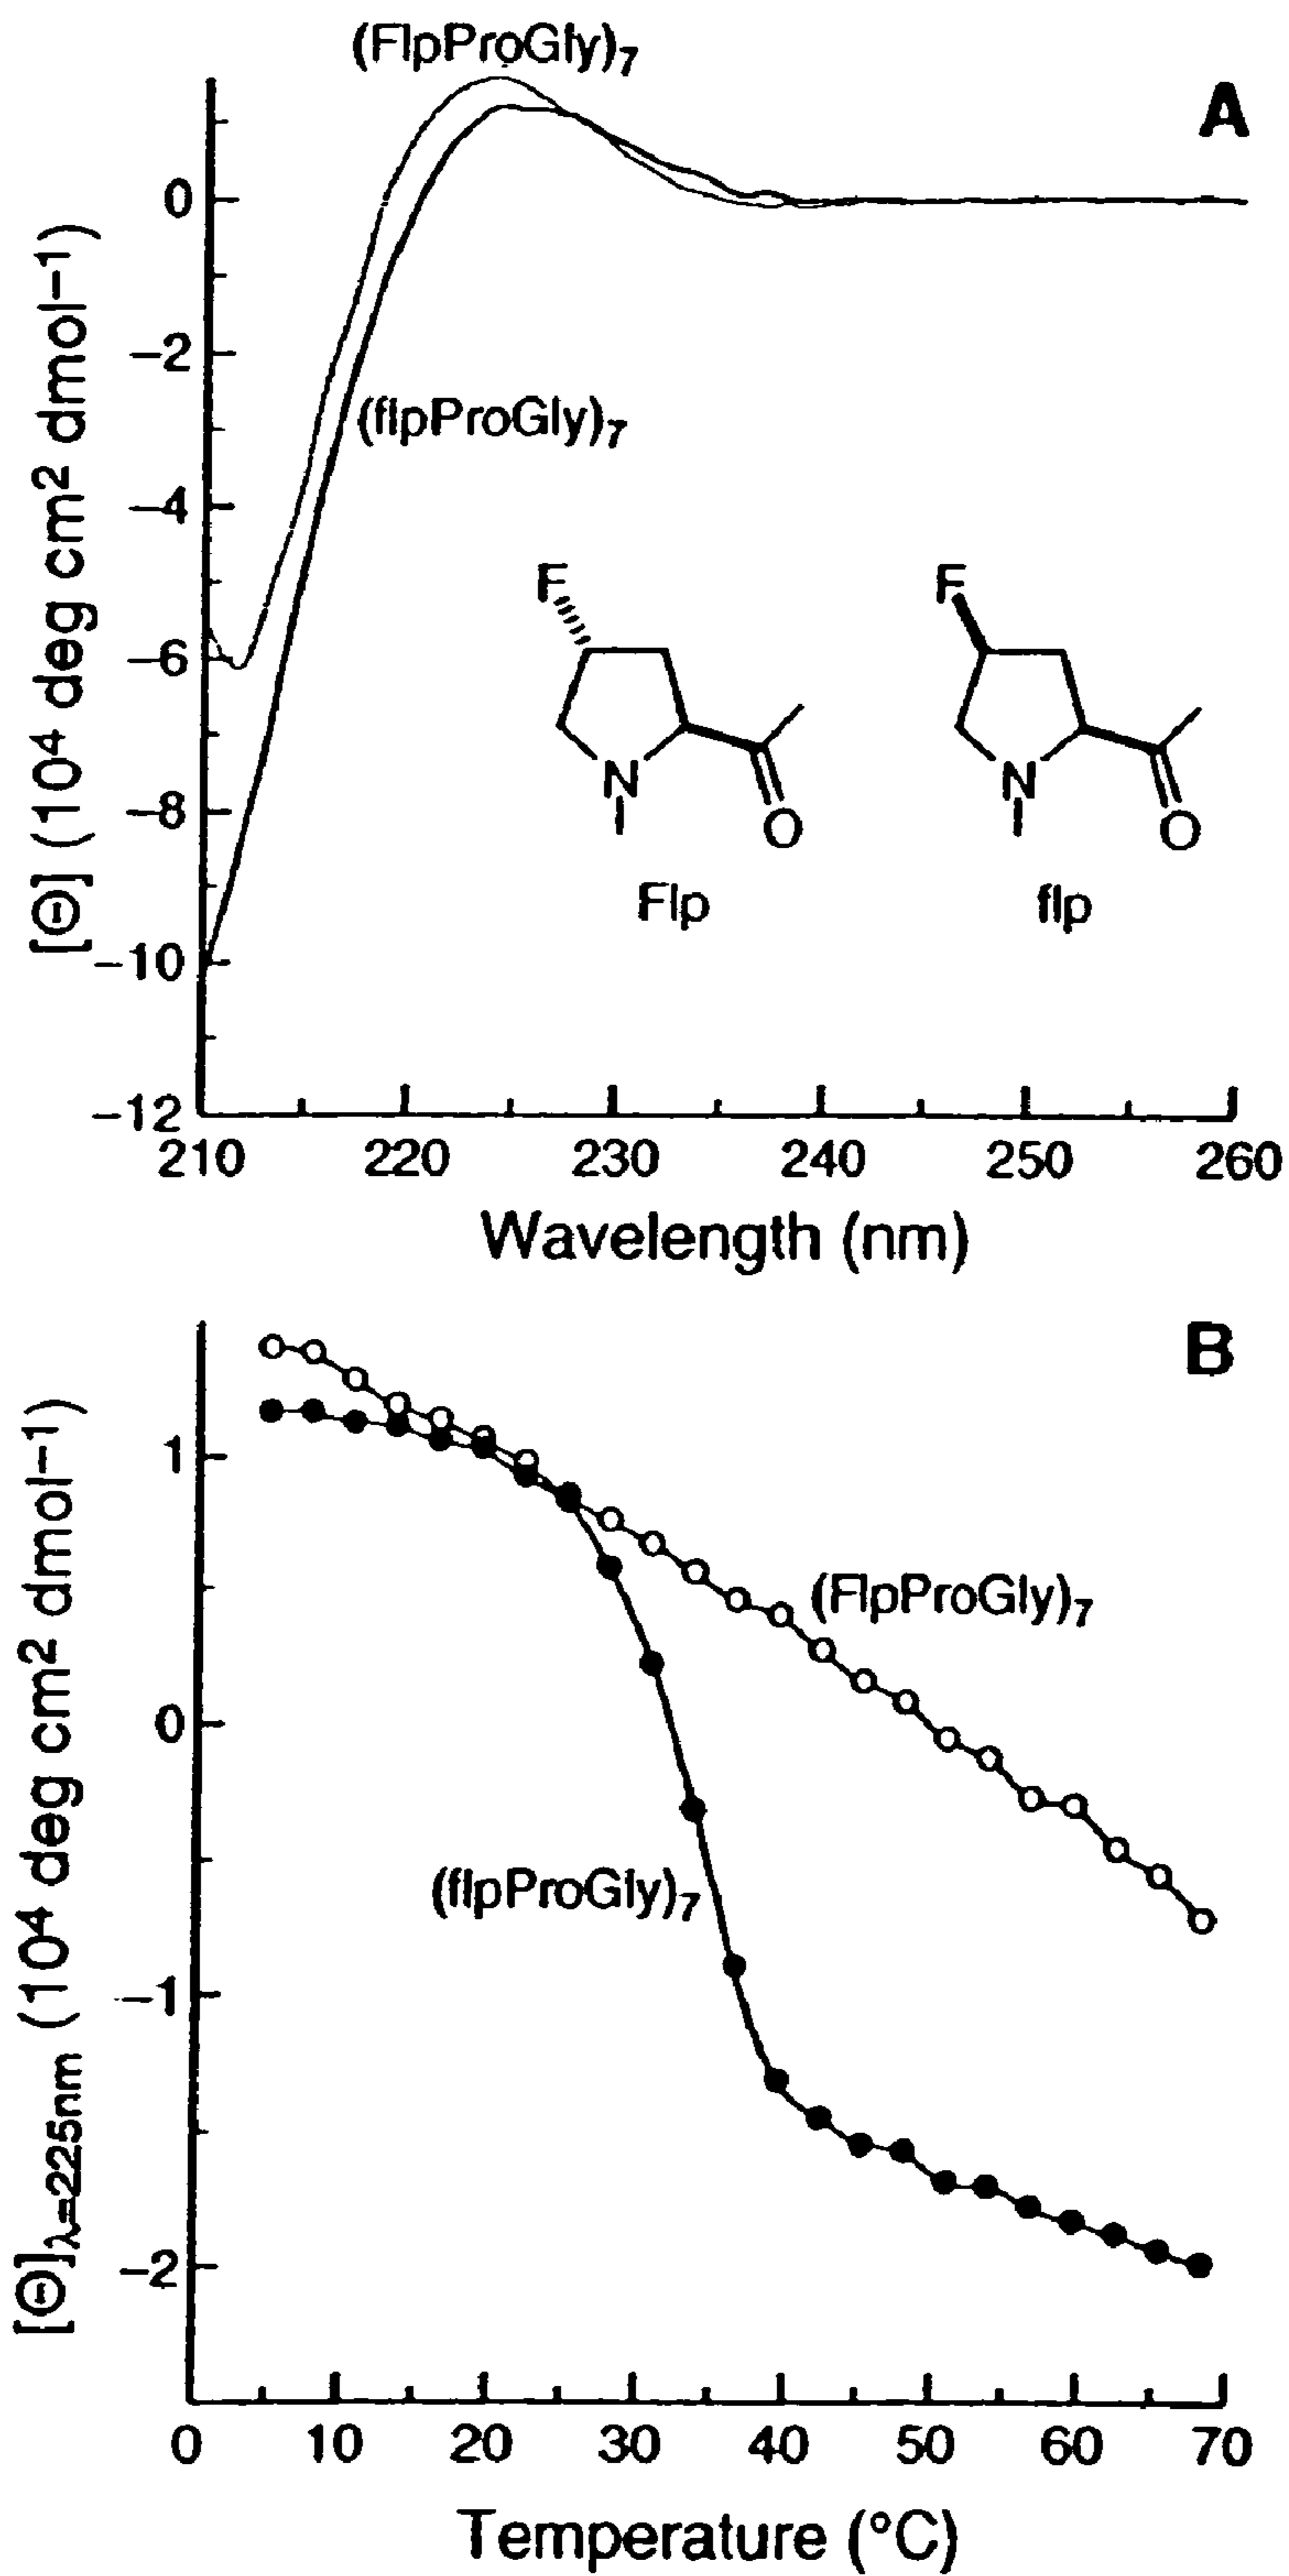 (FlpProGly)7
A
0
−2
−4
−6
−8
−10
−12
[Θ] (10⁴ deg cm² dmol⁻¹)
(flpProGly)7
F
F
N
N
O
O
Flp
flp
210
220
230
240
250
260
Wavelength (nm)
B
1
0
−1
−2
[Θ]λ=225nm (10⁴ deg cm² dmol⁻¹)
(FlpProGly)7
(flpProGly)7
0
10
20
30
40
50
60
70
Temperature (°C)